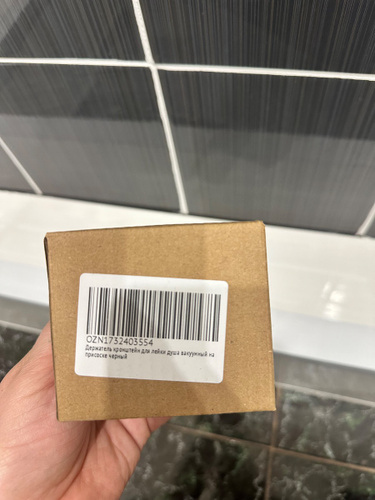 OZN1732403554
Держатель кронштейн для лейки душа вакуумный на
присоске черный